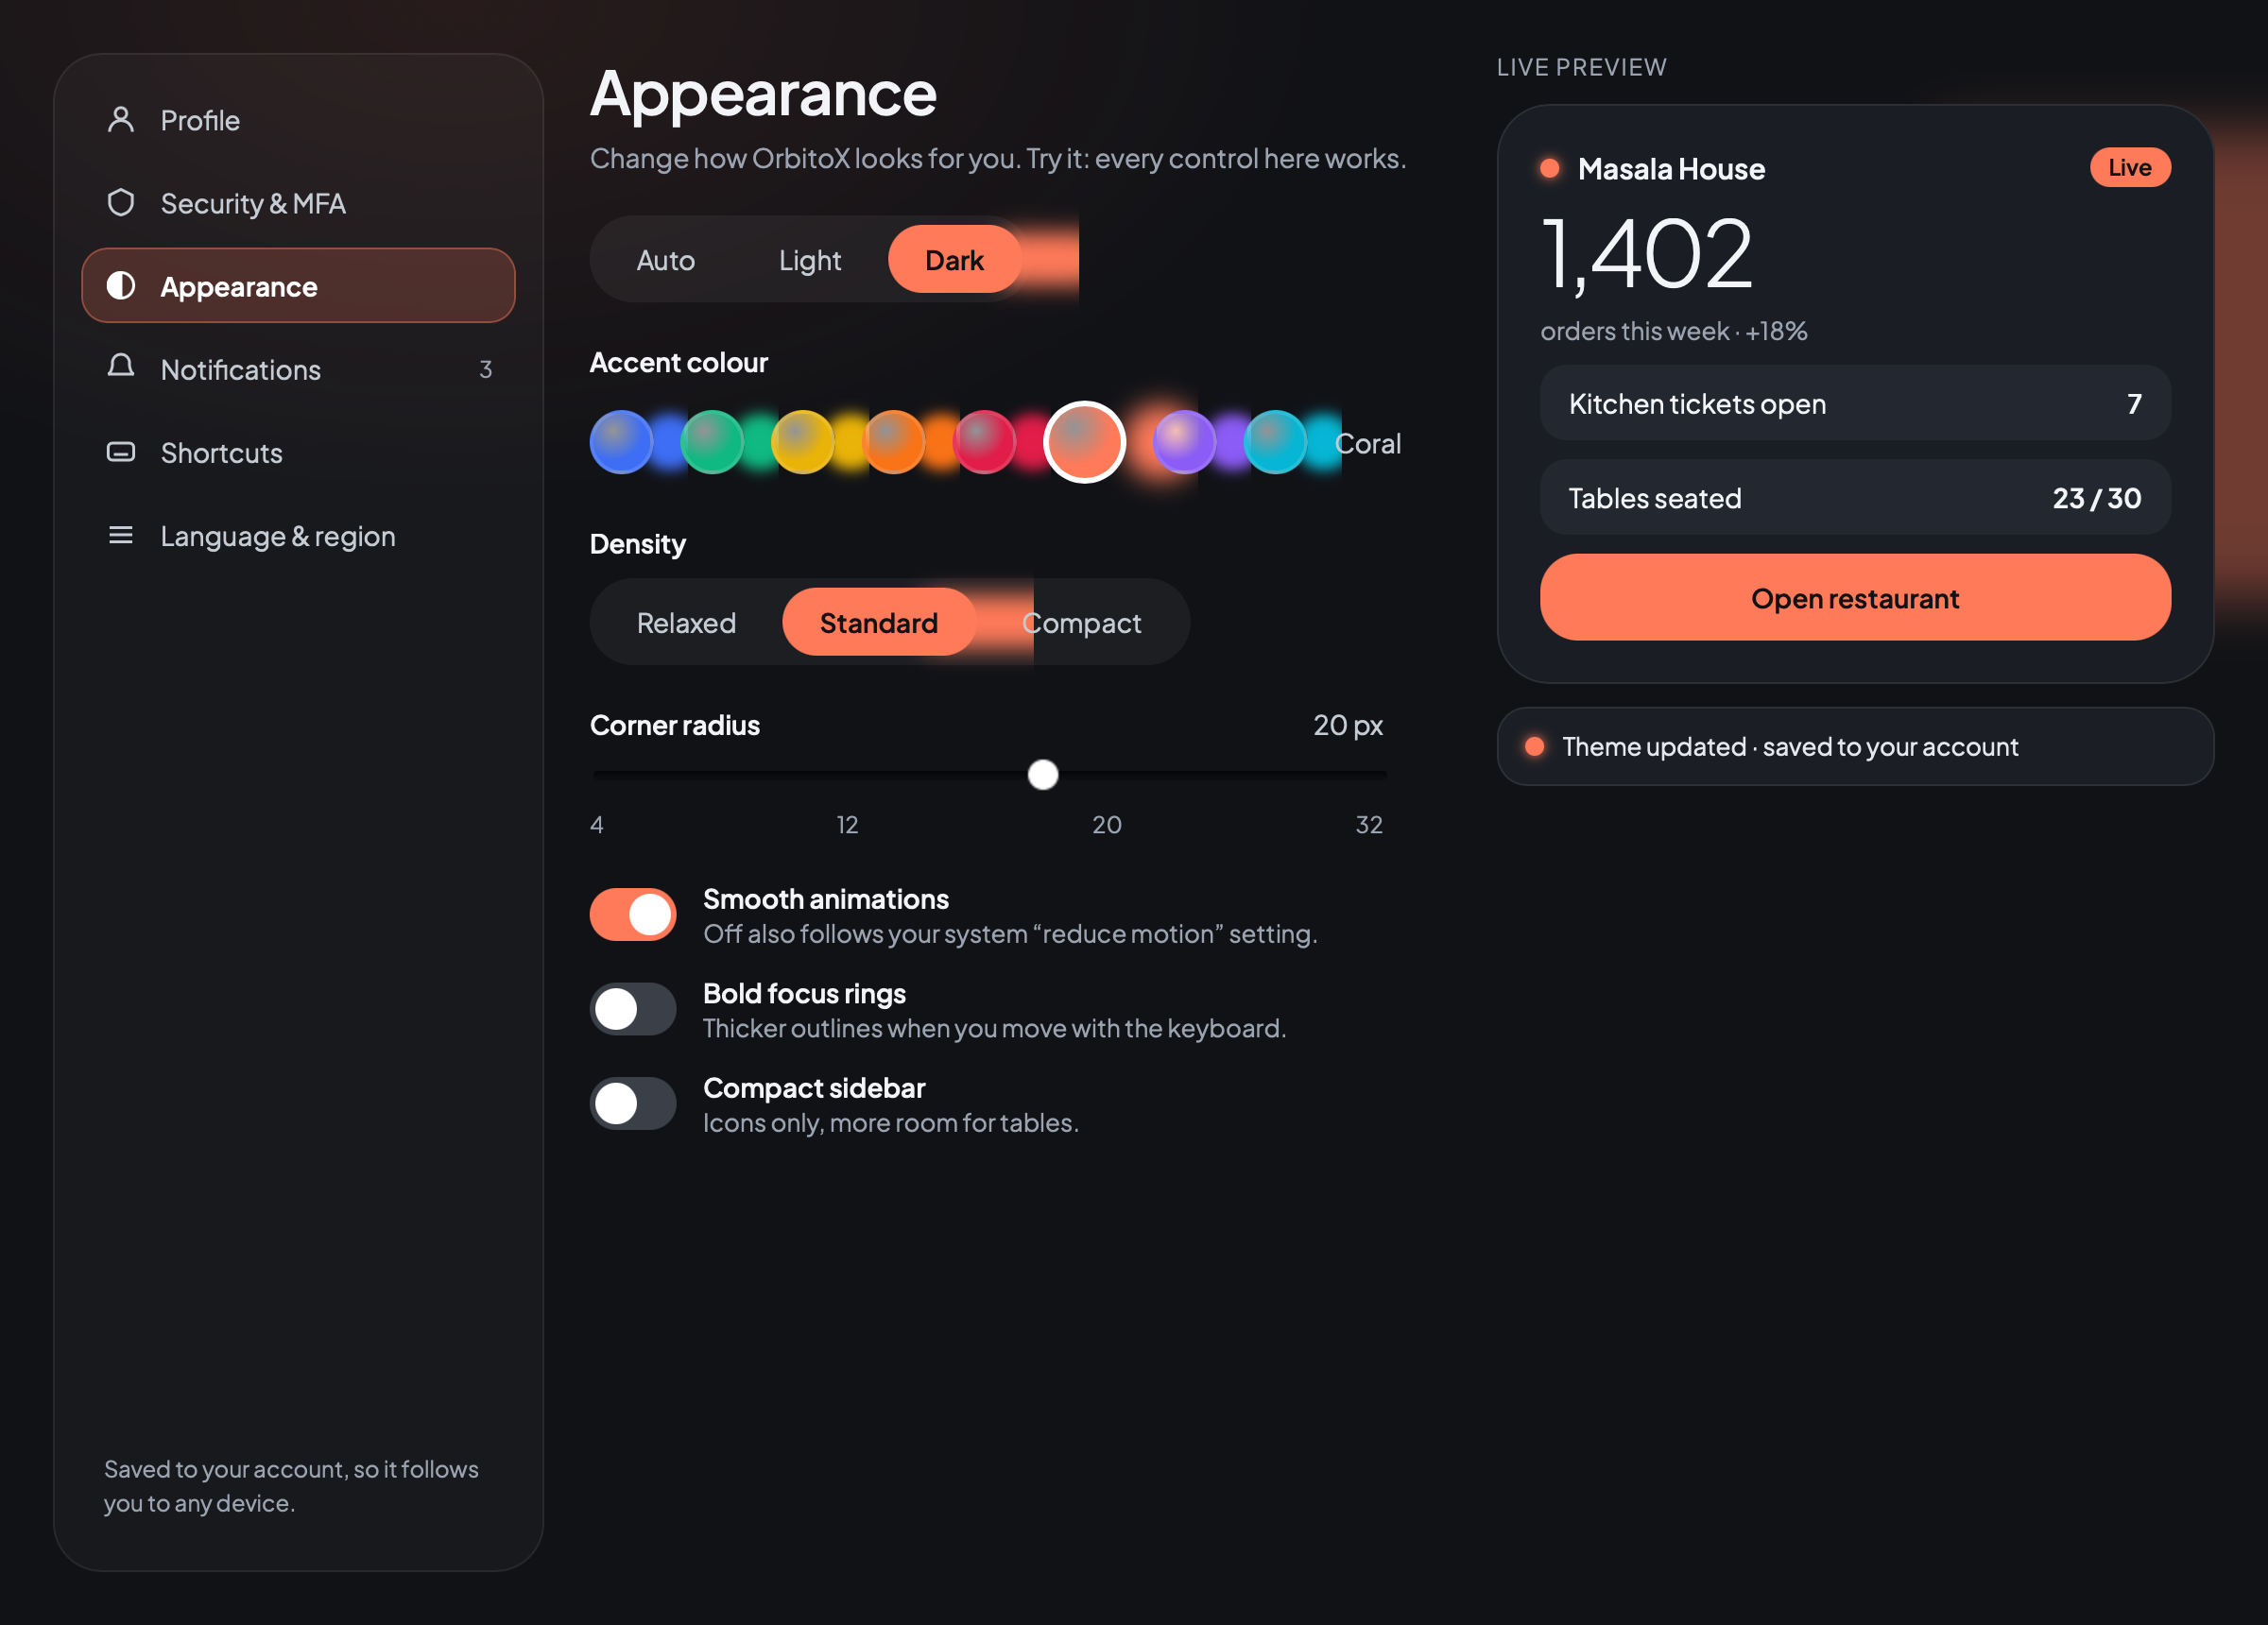 Profile
Security & MFA
Appearance
Notifications 3
Shortcuts
Language & region
Saved to your account, so it follows
you to any device.
Appearance
Change how OrbitoX looks for you. Try it: every control here works.
Auto Light Dark
Accent colour
Coral
Density
Relaxed Standard Compact
Corner radius 20 px
4 12 20 32
Smooth animations
Off also follows your system “reduce motion” setting.
Bold focus rings
Thicker outlines when you move with the keyboard.
Compact sidebar
Icons only, more room for tables.
LIVE PREVIEW
Masala House Live
1,402
orders this week · +18%
Kitchen tickets open 7
Tables seated 23 / 30
Open restaurant
Theme updated · saved to your account